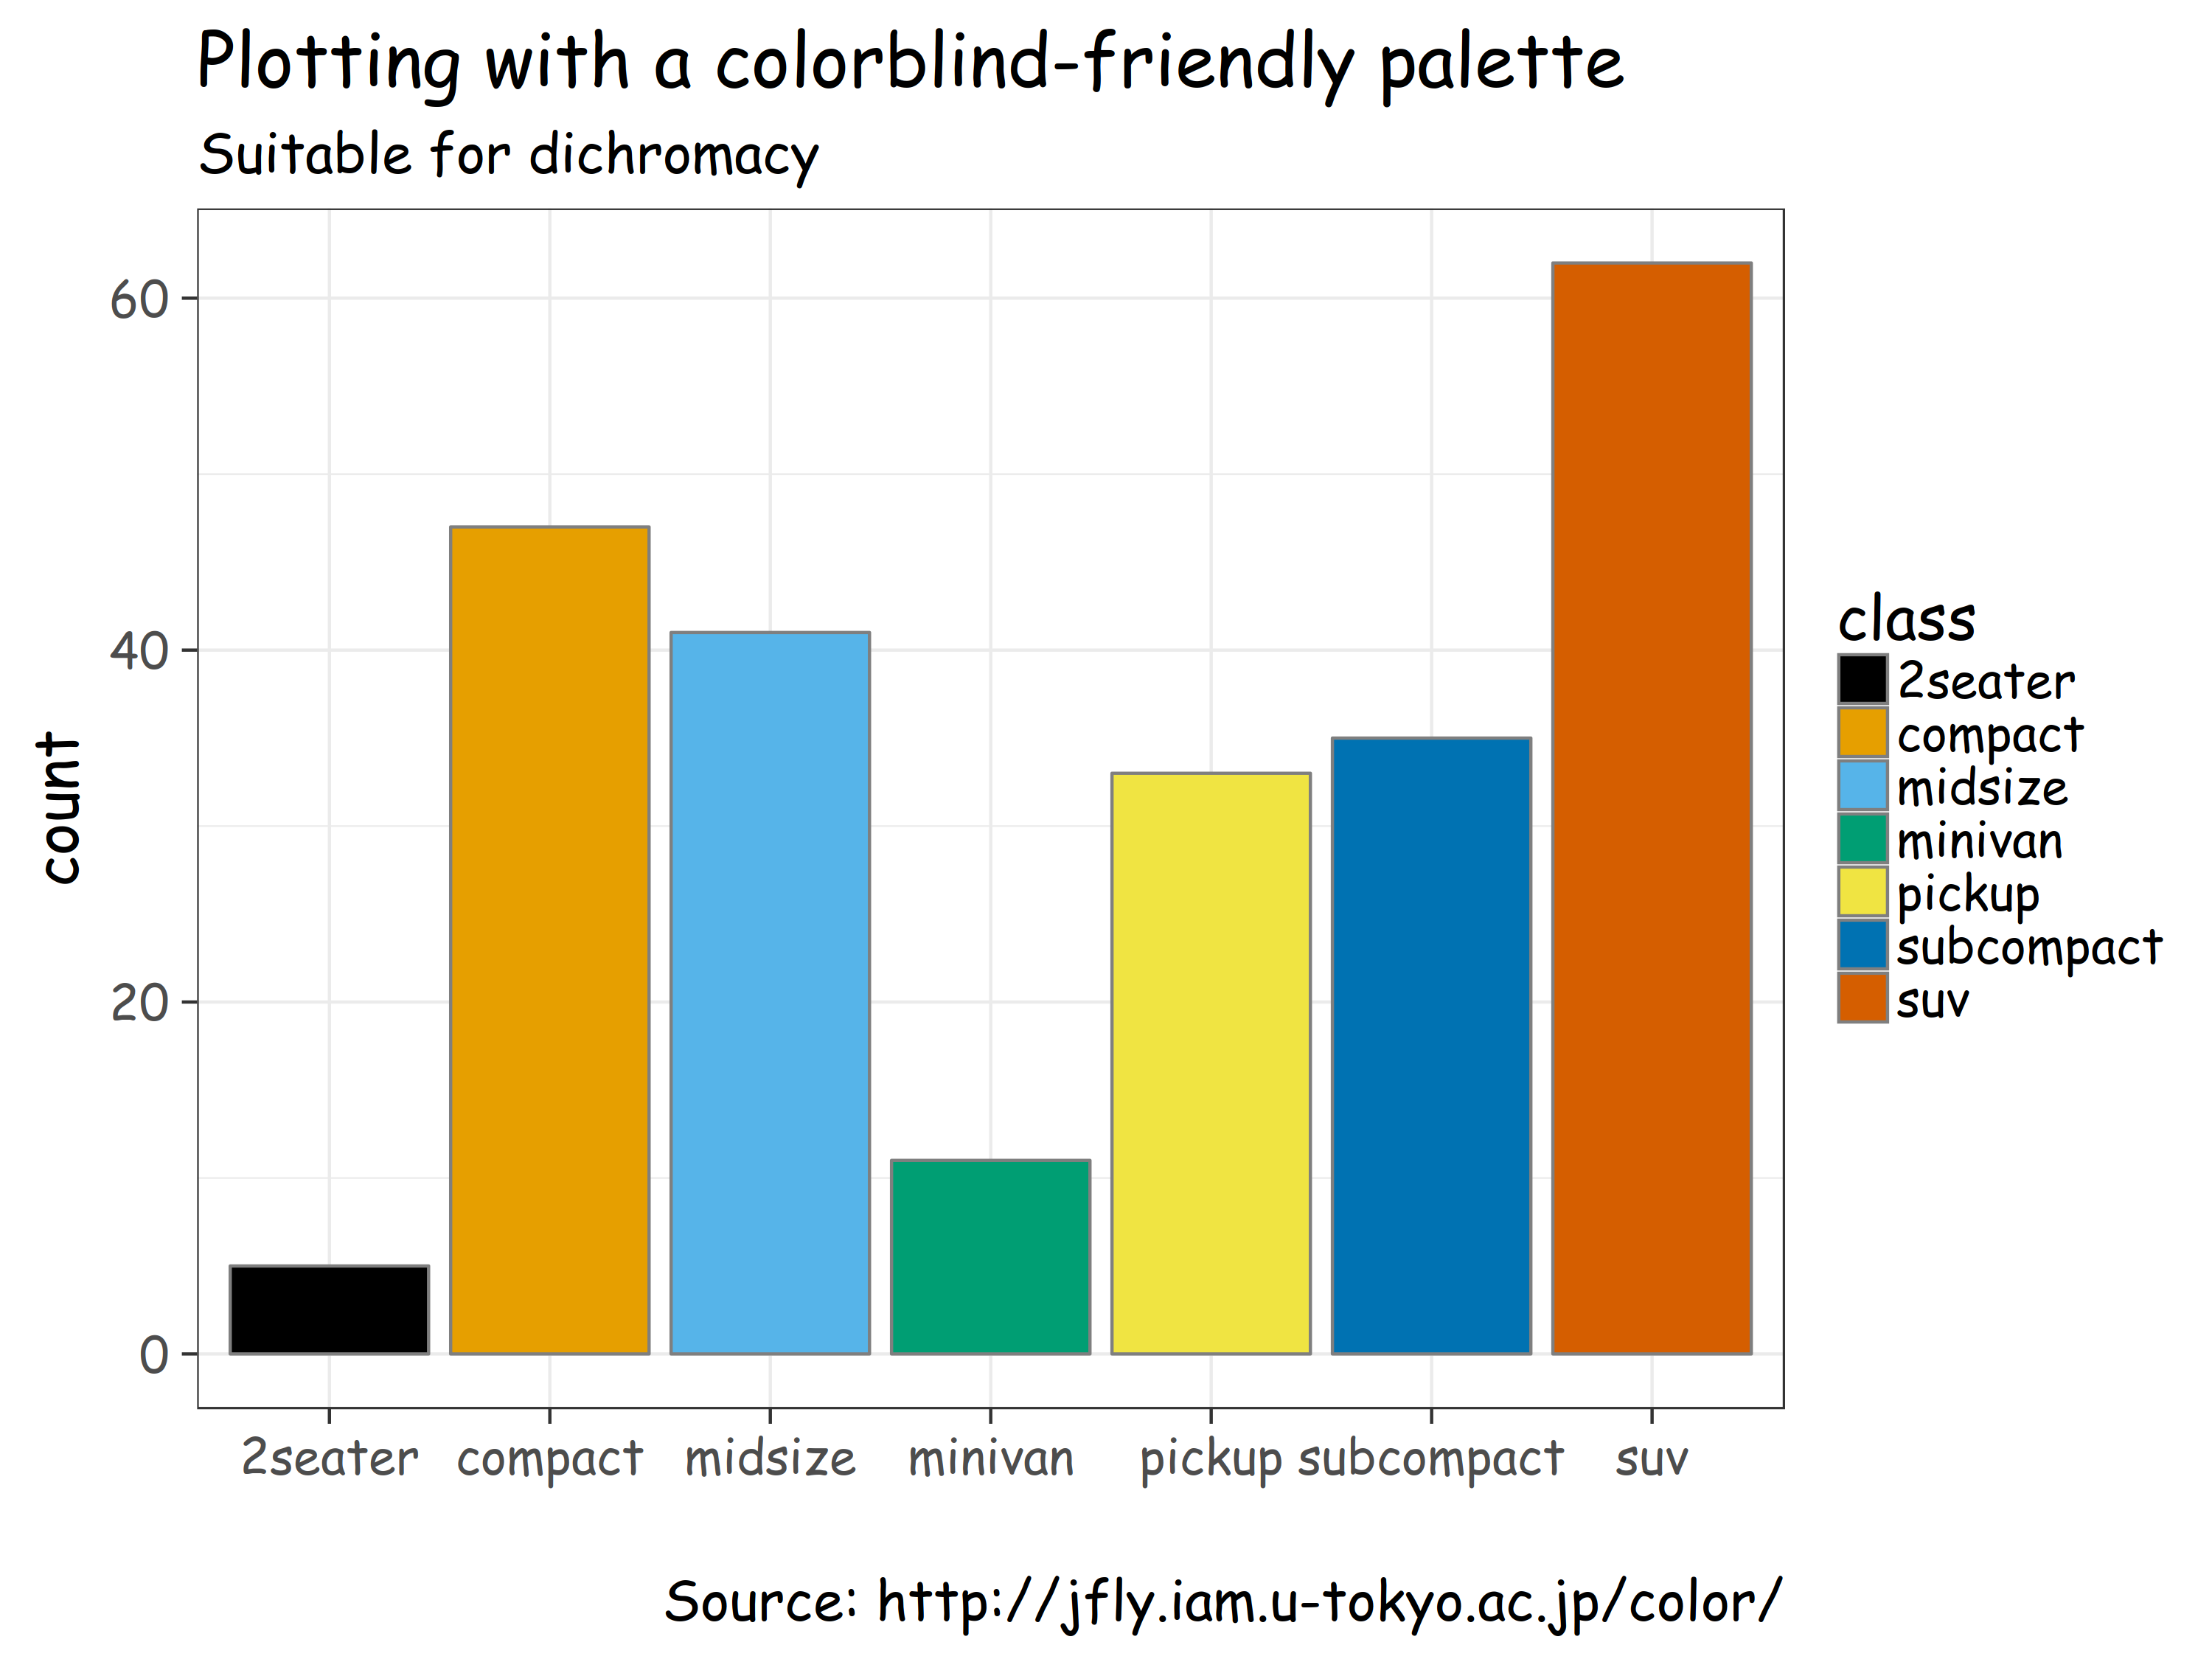 Plotting with a colorblind-friendly palette
Suitable for dichromacy
60
40
20
0
count
2seater compact midsize minivan pickup subcompact suv
class
2seater
compact
midsize
minivan
pickup
subcompact
suv
Source: http://jfly.iam.u-tokyo.ac.jp/color/